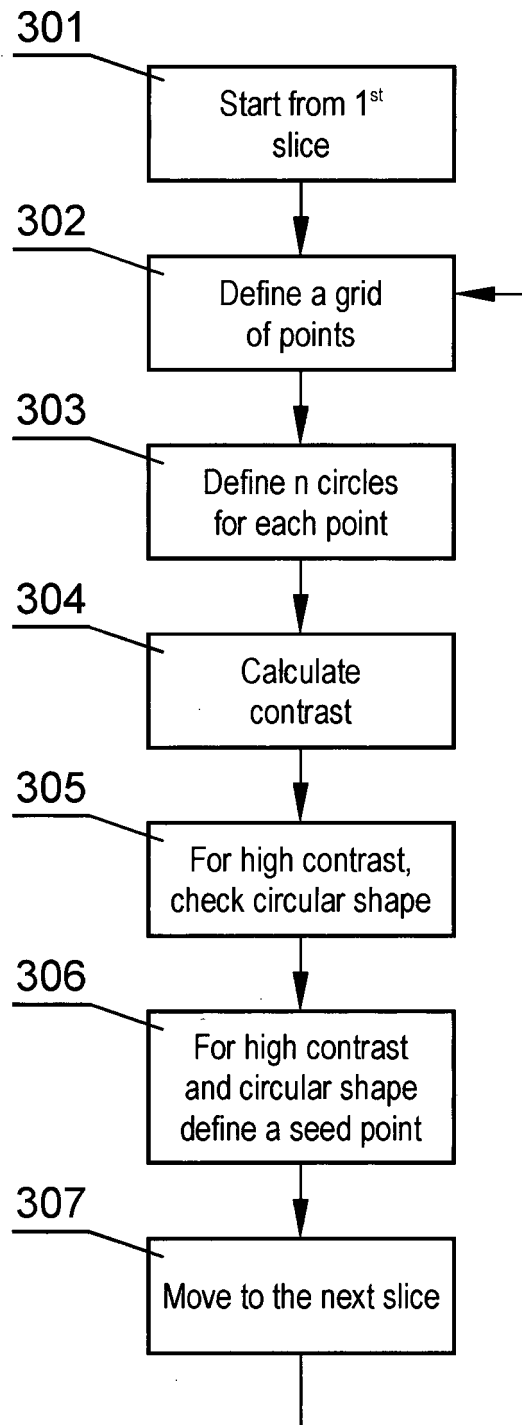 301
Start from 1st
slice
302
Define a grid
of points
303
Define n circles
for each point
304
Calculate
contrast
305
For high contrast,
check circular shape
306
For high contrast
and circular shape
define a seed point
307
Move to the next slice